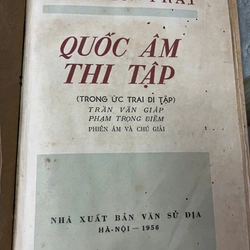 TRAI
QUỐC ÂM
THI TẬP
(TRONG ỨC TRAI DI TẬP)
TRẦN VĂN GIÁP
PHẠM TRỌNG ĐIỀM
PHIÊN ÂM VÀ CHÚ GIẢI
NHÀ XUẤT BẢN VĂN SỬ ĐỊA
HÀ-NỘI — 1956